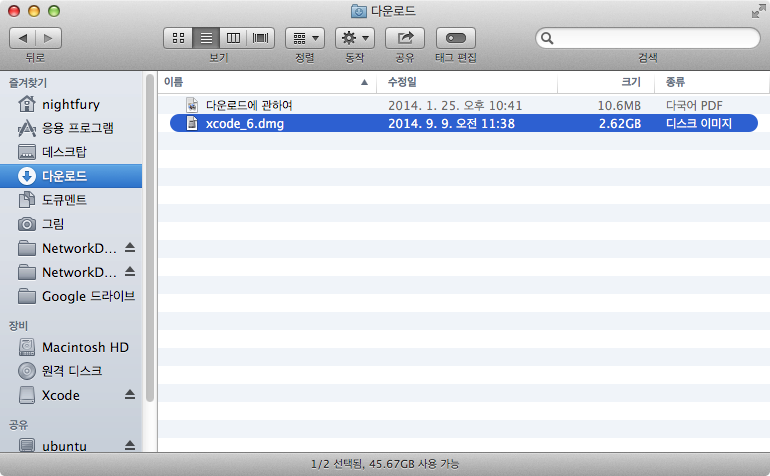 다운로드
뒤로
보기
정렬
동작
공유
태그 편집
검색
즐겨찾기
nightfury
응용 프로그램
데스크탑
다운로드
도큐멘트
그림
NetworkD...
NetworkD...
Google 드라이브
장비
Macintosh HD
원격 디스크
Xcode
공유
ubuntu
이름 수정일 크기 종류
다운로드에 관하여 2014. 1. 25. 오후 10:41 10.6MB 다국어 PDF
xcode_6.dmg 2014. 9. 9. 오전 11:38 2.62GB 디스크 이미지
1/2 선택됨, 45.67GB 사용 가능